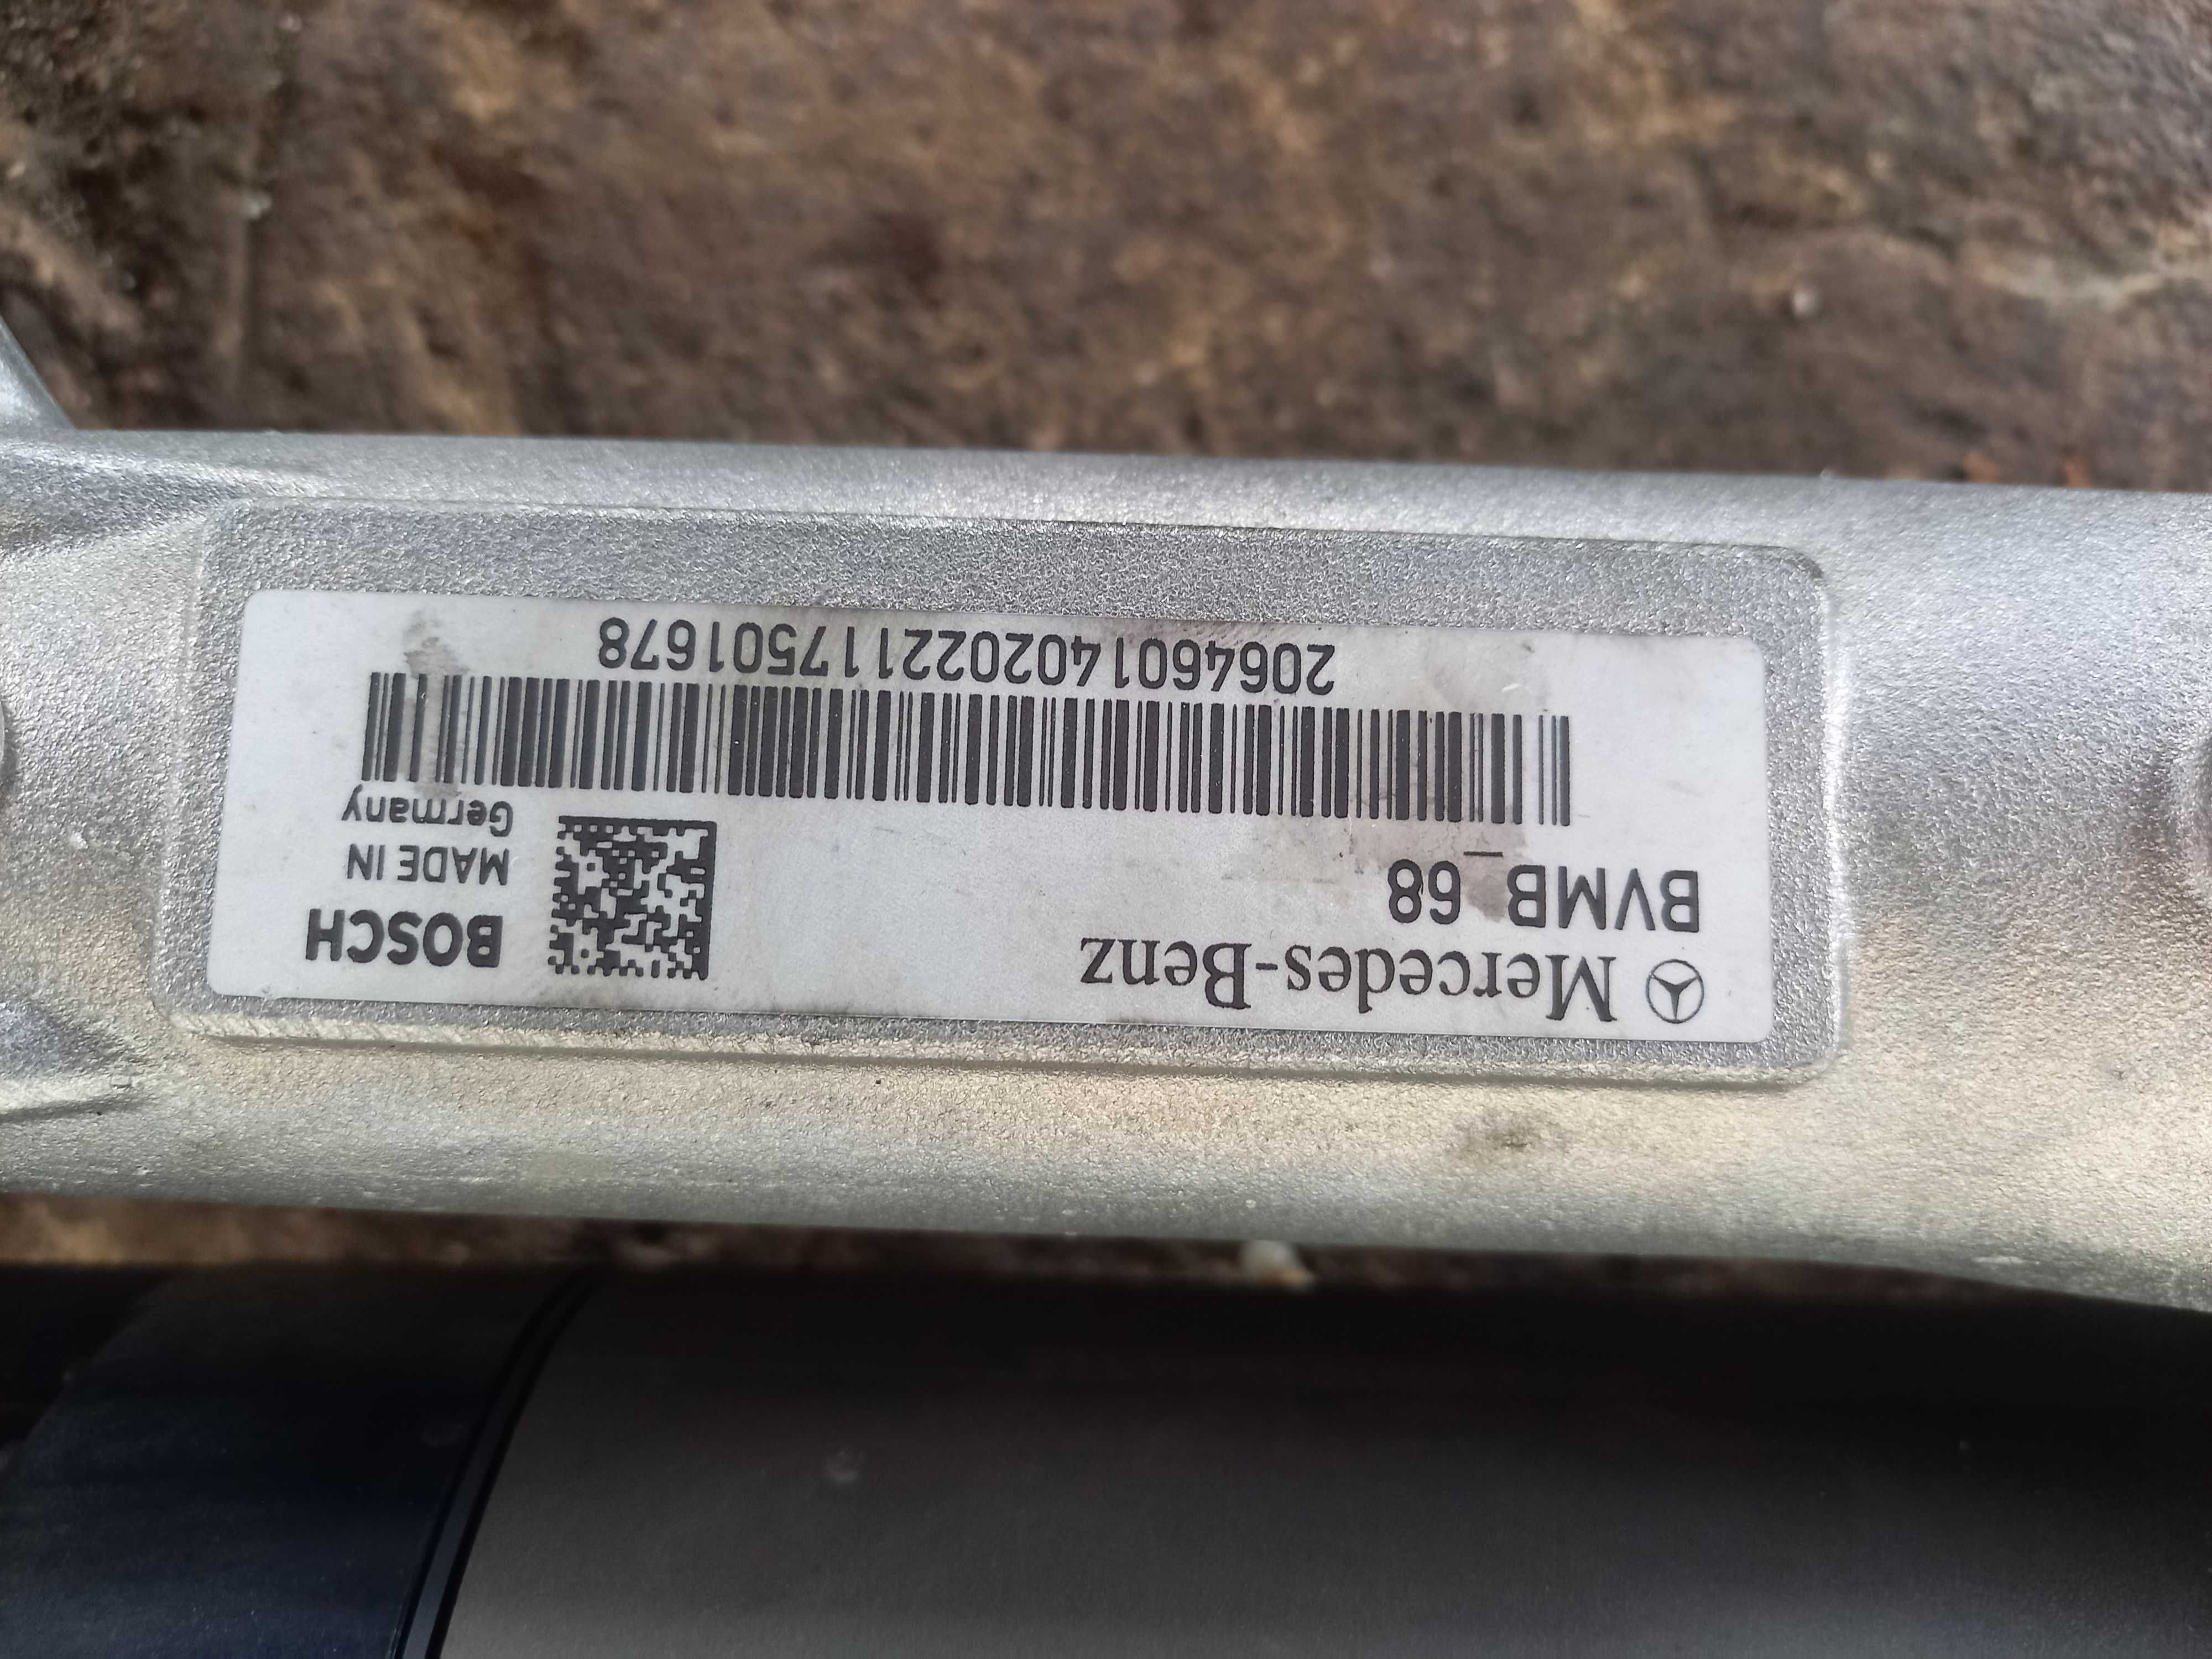 Mercedes-Benz
BVMB_68
BOSCH
MADE IN
Germany
2064601402022117501678